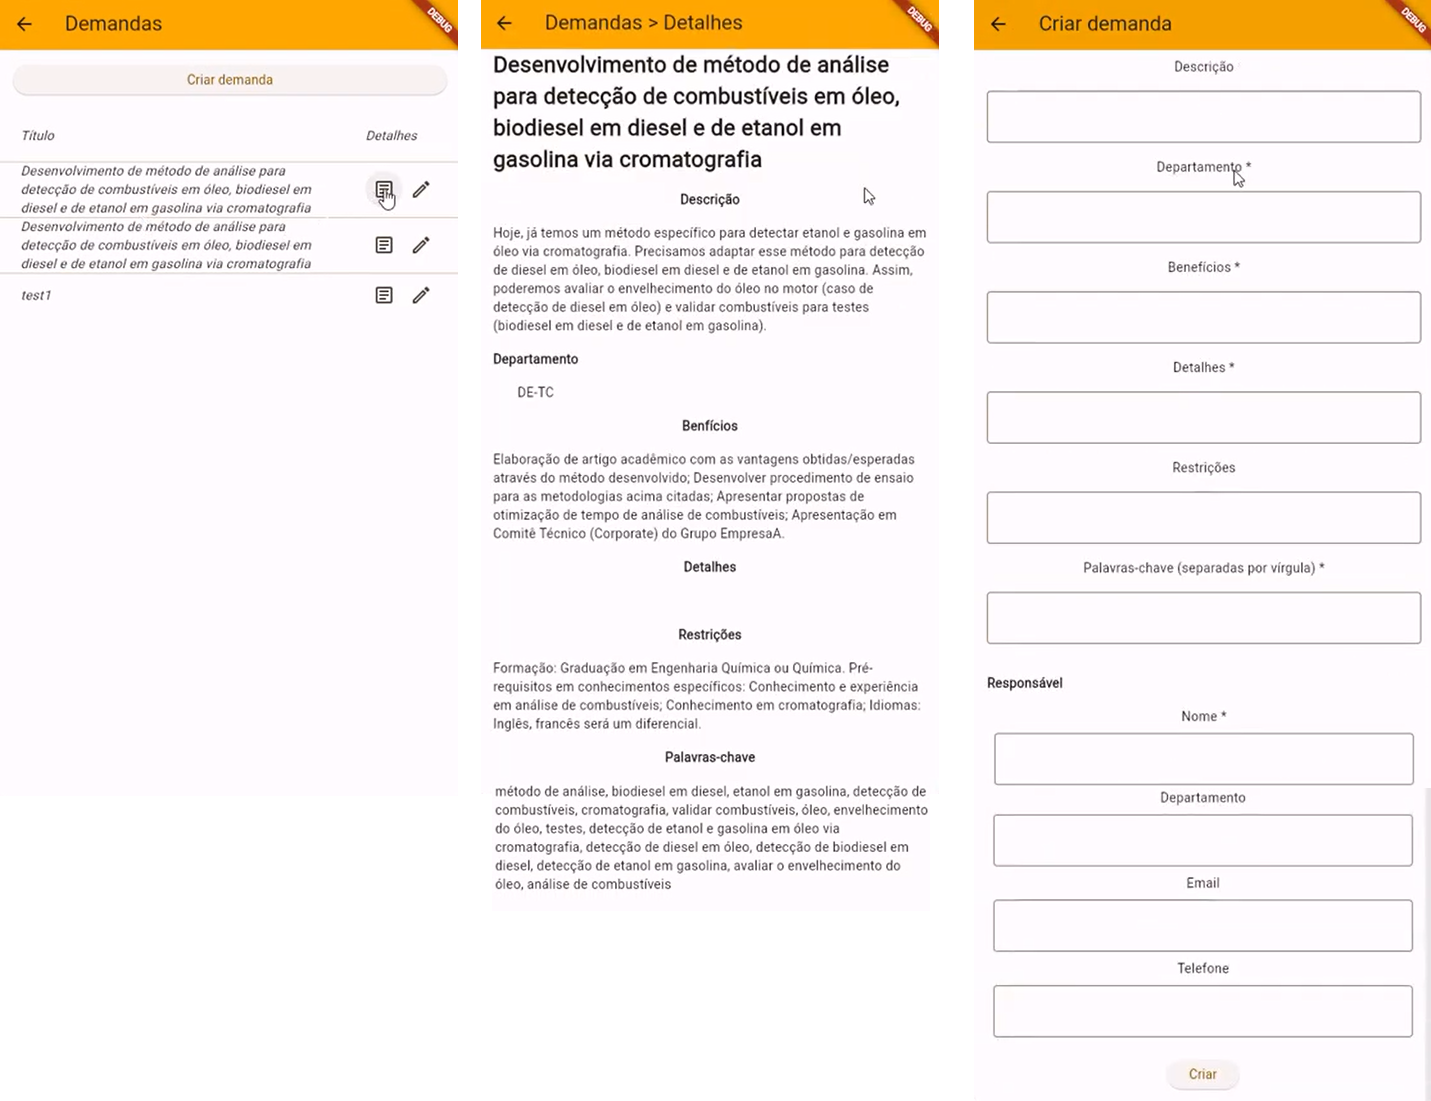 Demandas
DEBUG
Criar demanda
Título
Detalhes
Desenvolvimento de método de análise para
detecção de combustíveis em óleo, biodiesel em
diesel e de etanol em gasolina via cromatografia
Desenvolvimento de método de análise para
detecção de combustíveis em óleo, biodiesel em
diesel e de etanol em gasolina via cromatografia
test1
Demandas > Detalhes
DEBUG
Desenvolvimento de método de análise
para detecção de combustíveis em óleo,
biodiesel em diesel e de etanol em
gasolina via cromatografia
Descrição
Hoje, já temos um método específico para detectar etanol e gasolina em
óleo via cromatografia. Precisamos adaptar esse método para detecção
de diesel em óleo, biodiesel em diesel e de etanol em gasolina. Assim,
poderemos avaliar o envelhecimento do óleo no motor (caso de
detecção de diesel em óleo) e validar combustíveis para testes
(biodiesel em diesel e de etanol em gasolina).
Departamento
DE-TC
Benfícios
Elaboração de artigo acadêmico com as vantagens obtidas/esperadas
através do método desenvolvido; Desenvolver procedimento de ensaio
para as metodologias acima citadas; Apresentar propostas de
otimização de tempo de análise de combustíveis; Apresentação em
Comitê Técnico (Corporate) do Grupo EmpresaA.
Detalhes
Restrições
Formação: Graduação em Engenharia Química ou Química. Pré-
requisitos em conhecimentos específicos: Conhecimento e experiência
em análise de combustíveis; Conhecimento em cromatografia; Idiomas:
Inglês, francês será um diferencial.
Palavras-chave
método de análise, biodiesel em diesel, etanol em gasolina, detecção de
combustíveis, cromatografia, validar combustíveis, óleo, envelhecimento
do óleo, testes, detecção de etanol e gasolina em óleo via
cromatografia, detecção de diesel em óleo, detecção de biodiesel em
diesel, detecção de etanol em gasolina, avaliar o envelhecimento do
óleo, análise de combustíveis
Criar demanda
DEBUG
Descrição
Departamento *
Benefícios *
Detalhes *
Restrições
Palavras-chave (separadas por vírgula) *
Responsável
Nome *
Departamento
Email
Telefone
Criar